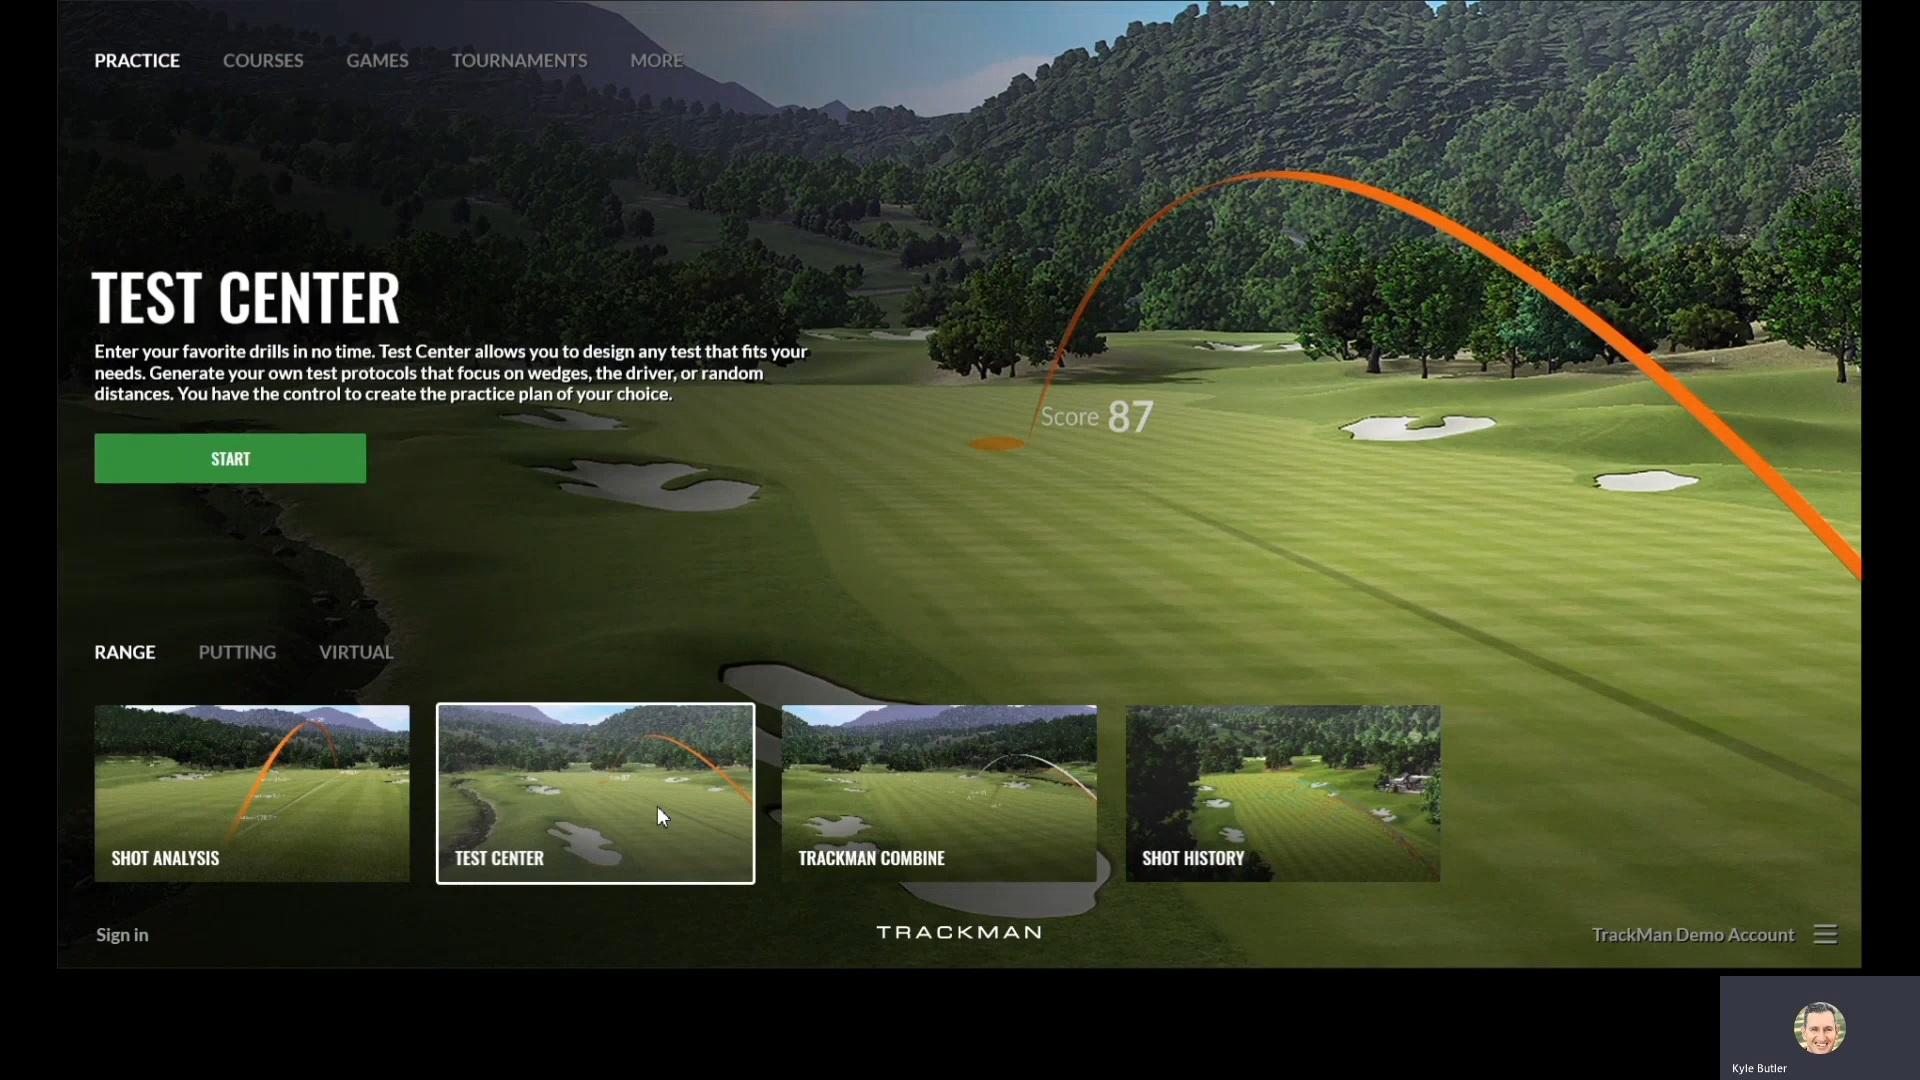 PRACTICE
COURSES
GAMES
TOURNAMENTS
MORE
TEST CENTER
Enter your favorite drills in no time. Test Center allows you to design any test that fits your
needs. Generate your own test protocols that focus on wedges, the driver, or random
distances. You have the control to create the practice plan of your choice.
Score 87
START
RANGE
PUTTING
VIRTUAL
SHOT ANALYSIS
TEST CENTER
TRACKMAN COMBINE
SHOT HISTORY
Sign in
TRACKMAN
TrackMan Demo Account
Kyle Butler